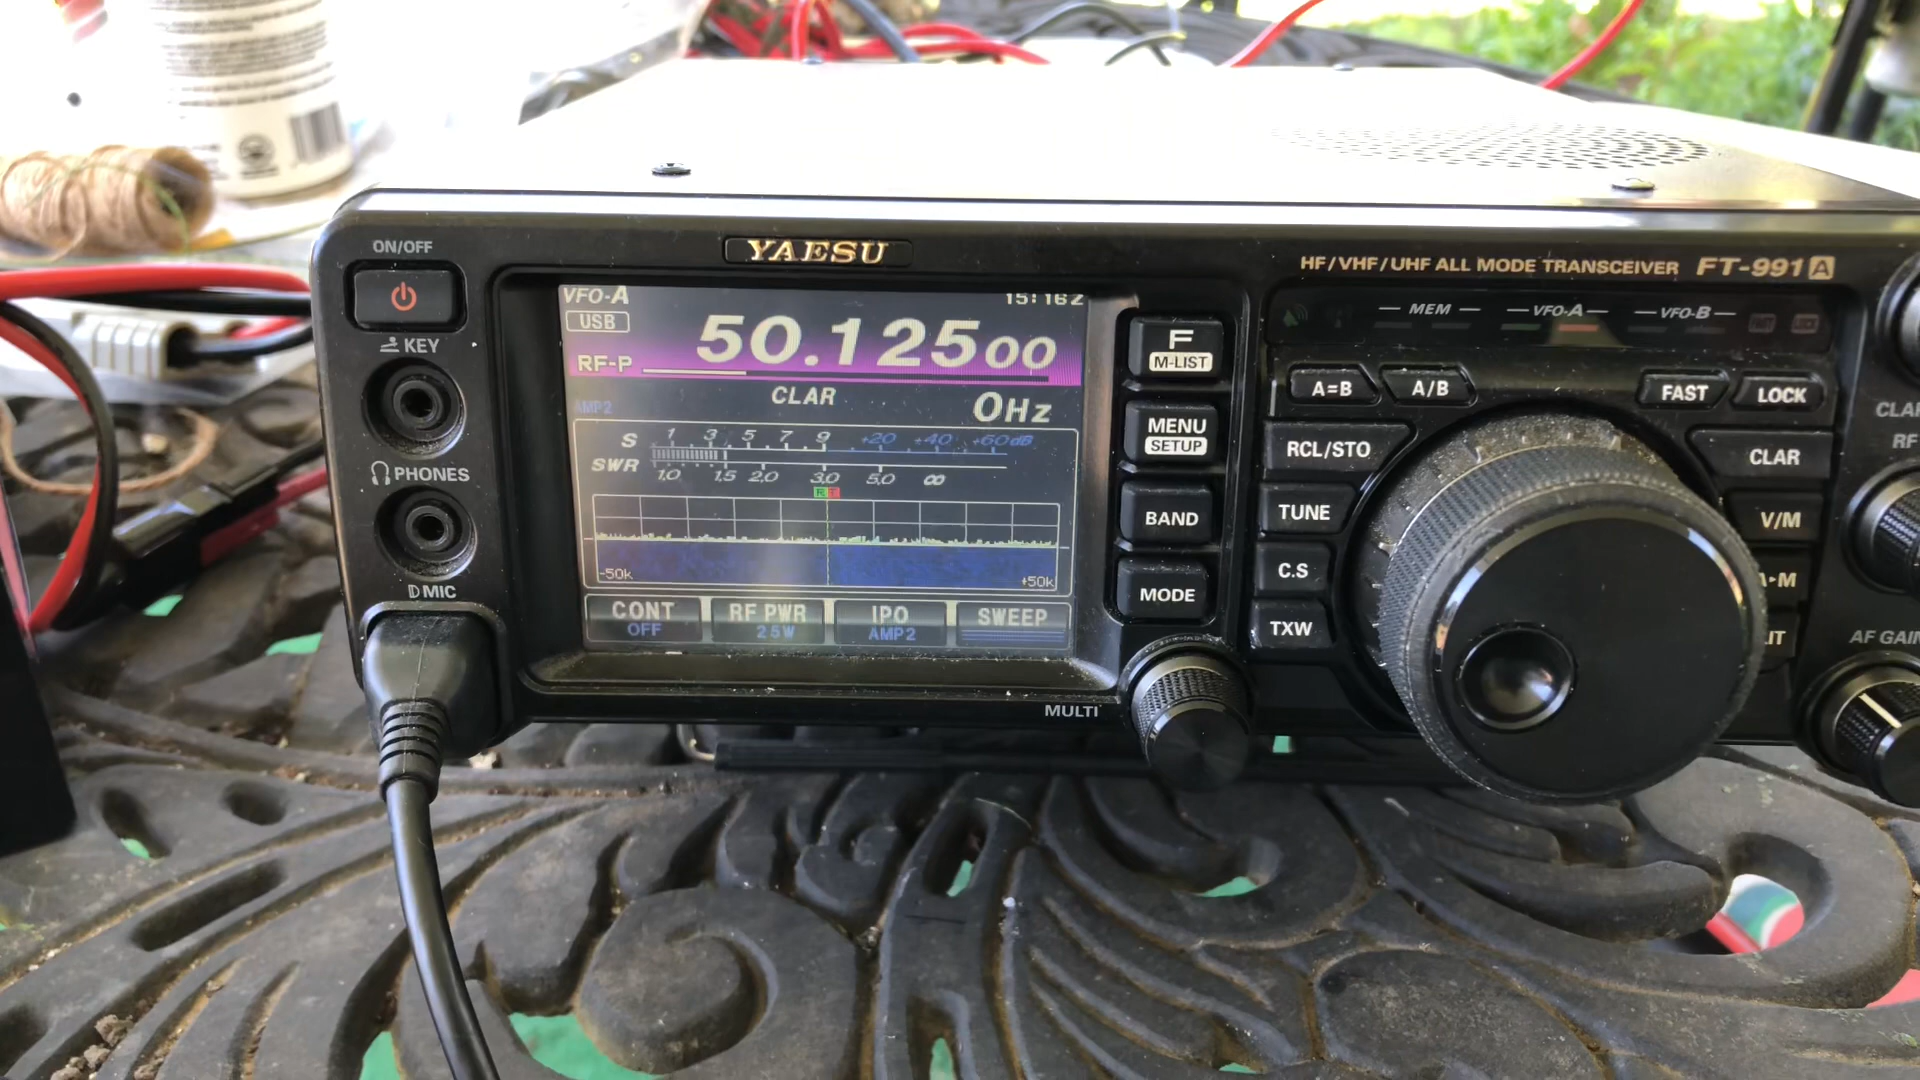 ON/OFF
YAESU
HF/VHF/UHF ALL MODE TRANSCEIVER FT-991A
VFO-A 15:16Z
USB
50.12500
RF-P
CLAR
0Hz
AMP2
S 1 3 5 7 9 +20 +40 +60dB
SWR
1.0 1.5 2.0 3.0 5.0 ∞
R T
-50k +50k
CONT RF PWR IPO SWEEP
OFF 25W AMP2
KEY
PHONES
MIC
F
M-LIST
MENU
SETUP
BAND
MODE
MULTI
MEM VFO-A VFO-B
A=B A/B FAST LOCK
RCL/STO CLAR
TUNE V/M
C.S A▸M
TXW
RF
AF GAIN